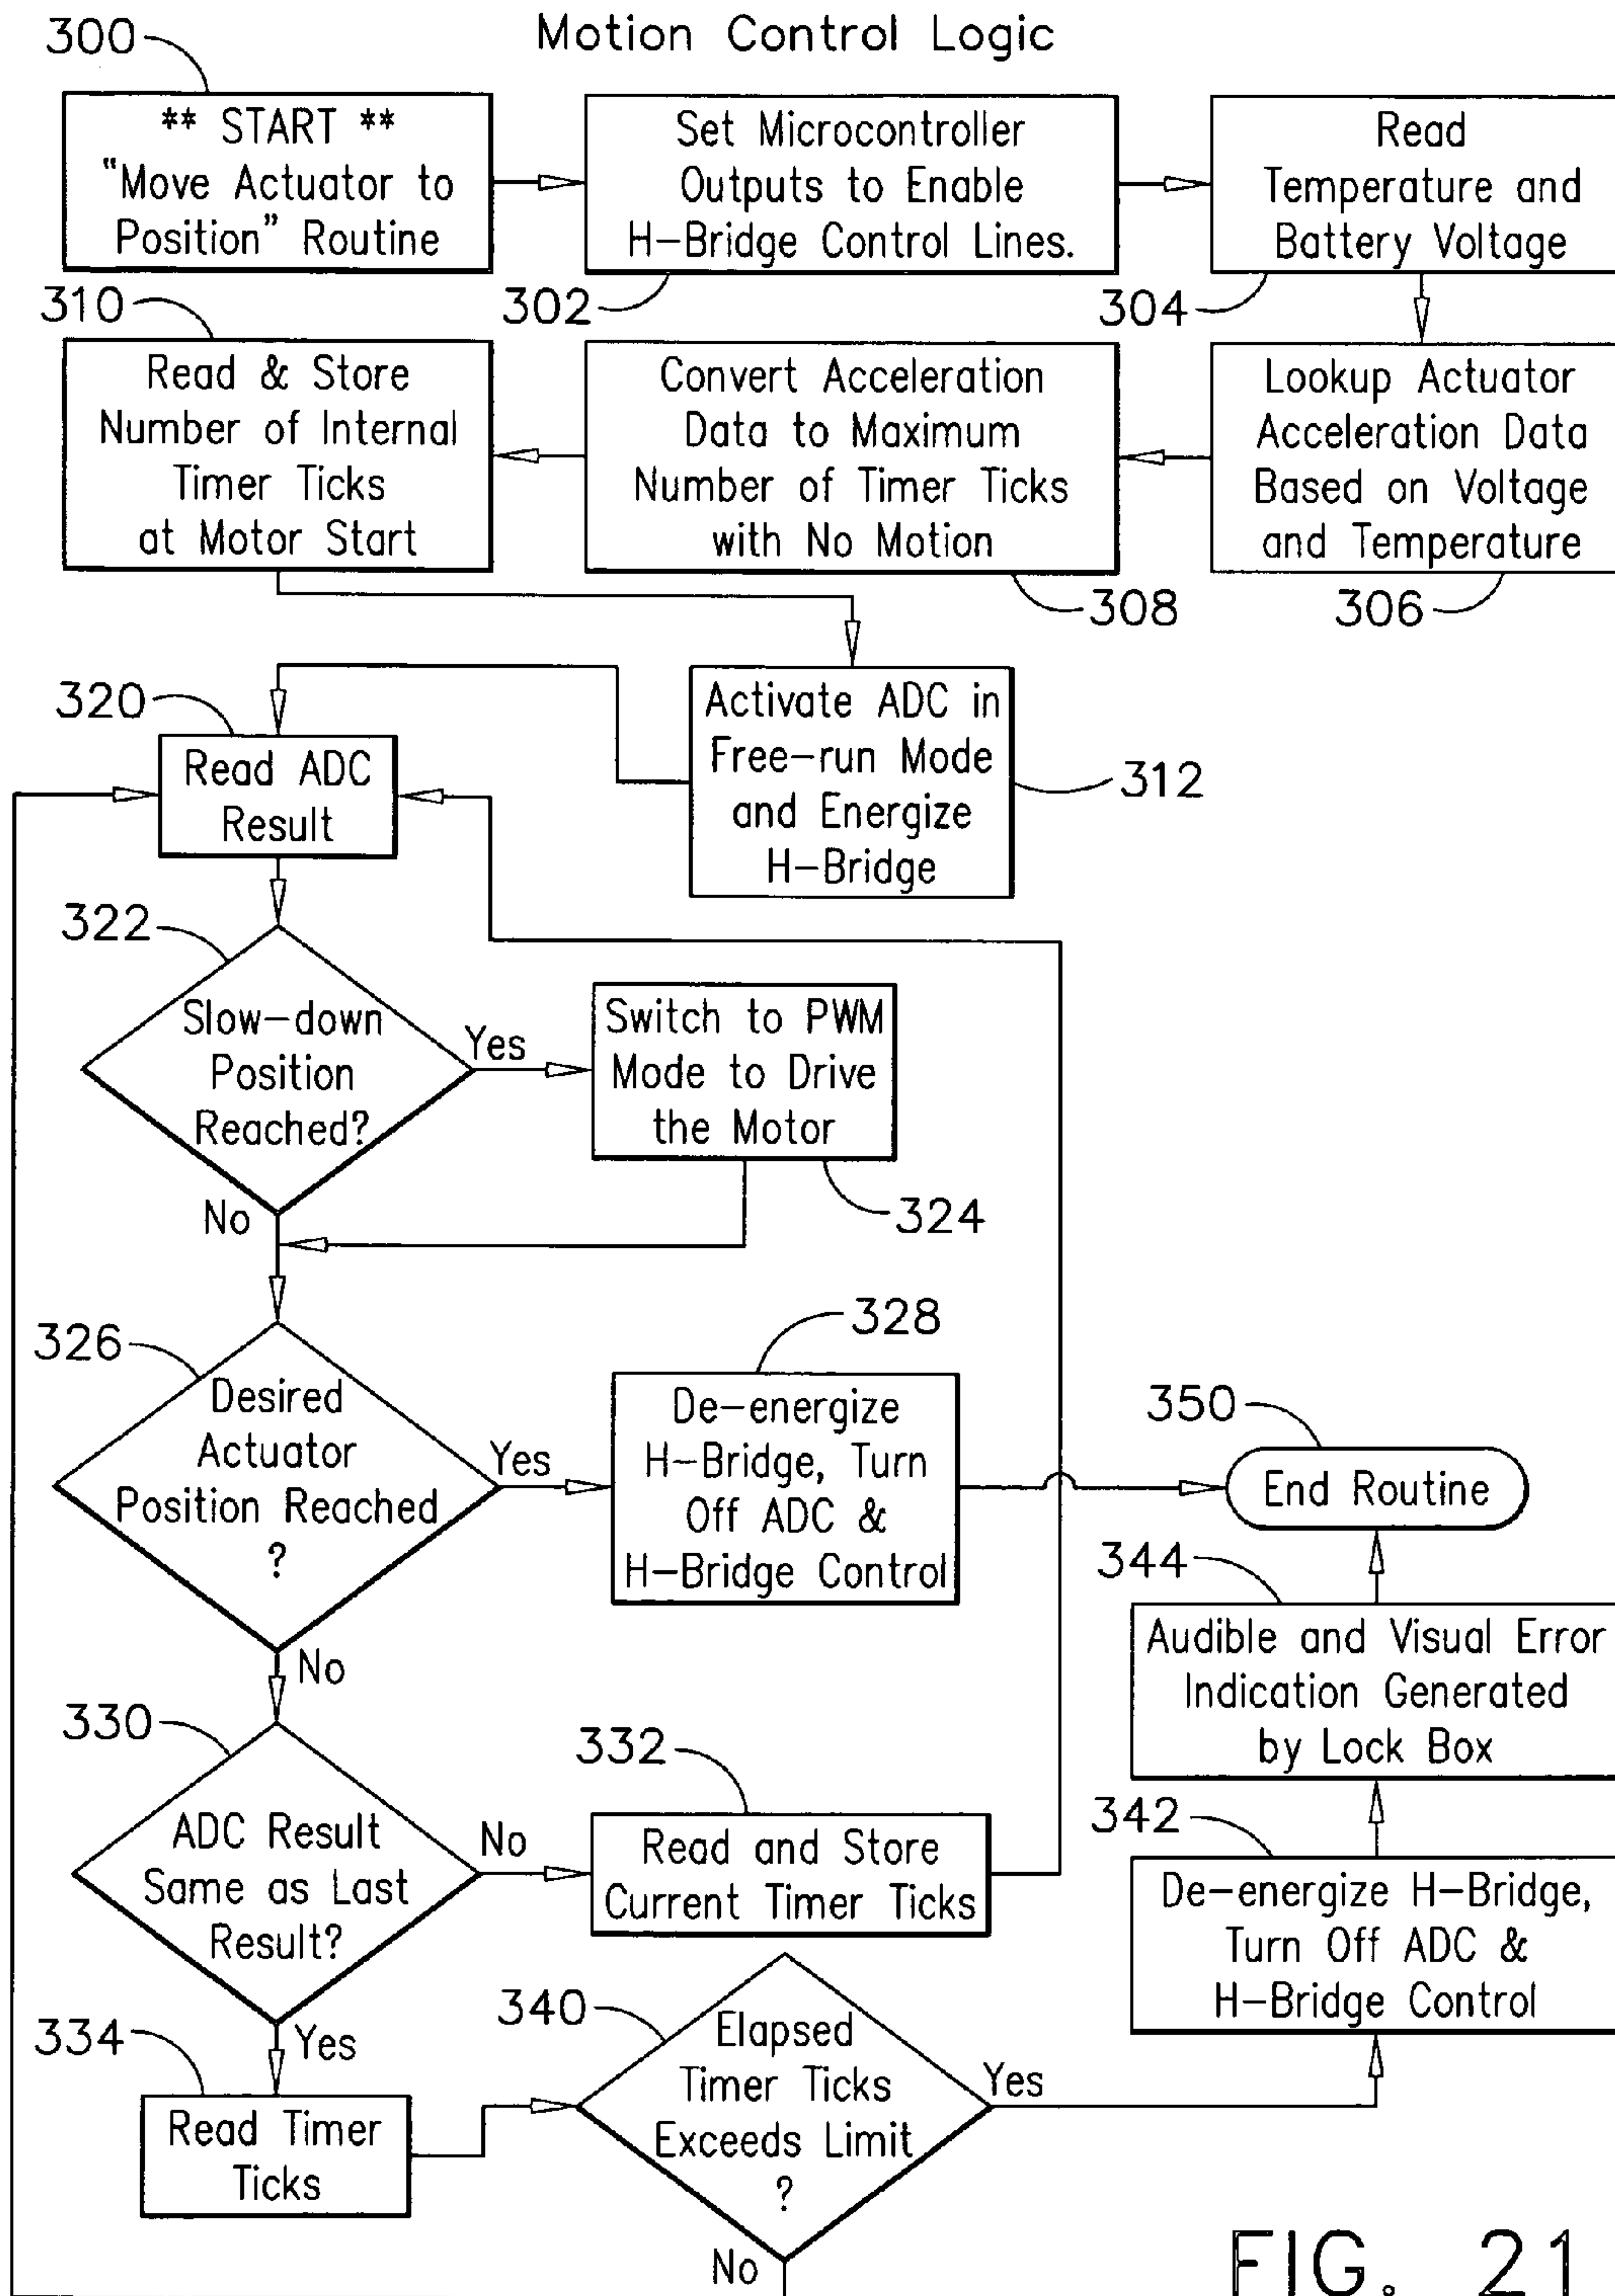 Motion Control Logic
300
** START **
"Move Actuator to
Position" Routine
Set Microcontroller
Outputs to Enable
H-Bridge Control Lines.
302
Read
Temperature and
Battery Voltage
304
Lookup Actuator
Acceleration Data
Based on Voltage
and Temperature
306
Convert Acceleration
Data to Maximum
Number of Timer Ticks
with No Motion
308
310
Read & Store
Number of Internal
Timer Ticks
at Motor Start
Activate ADC in
Free-run Mode
and Energize
H-Bridge
312
320
Read ADC
Result
322
Slow-down
Position
Reached?
Yes
No
Switch to PWM
Mode to Drive
the Motor
324
326
Desired
Actuator
Position Reached
?
Yes
No
328
De-energize
H-Bridge, Turn
Off ADC &
H-Bridge Control
350
End Routine
330
ADC Result
Same as Last
Result?
No
Yes
332
Read and Store
Current Timer Ticks
334
Read Timer
Ticks
340
Elapsed
Timer Ticks
Exceeds Limit
?
Yes
No
342
De-energize H-Bridge,
Turn Off ADC &
H-Bridge Control
344
Audible and Visual Error
Indication Generated
by Lock Box
FIG. 21